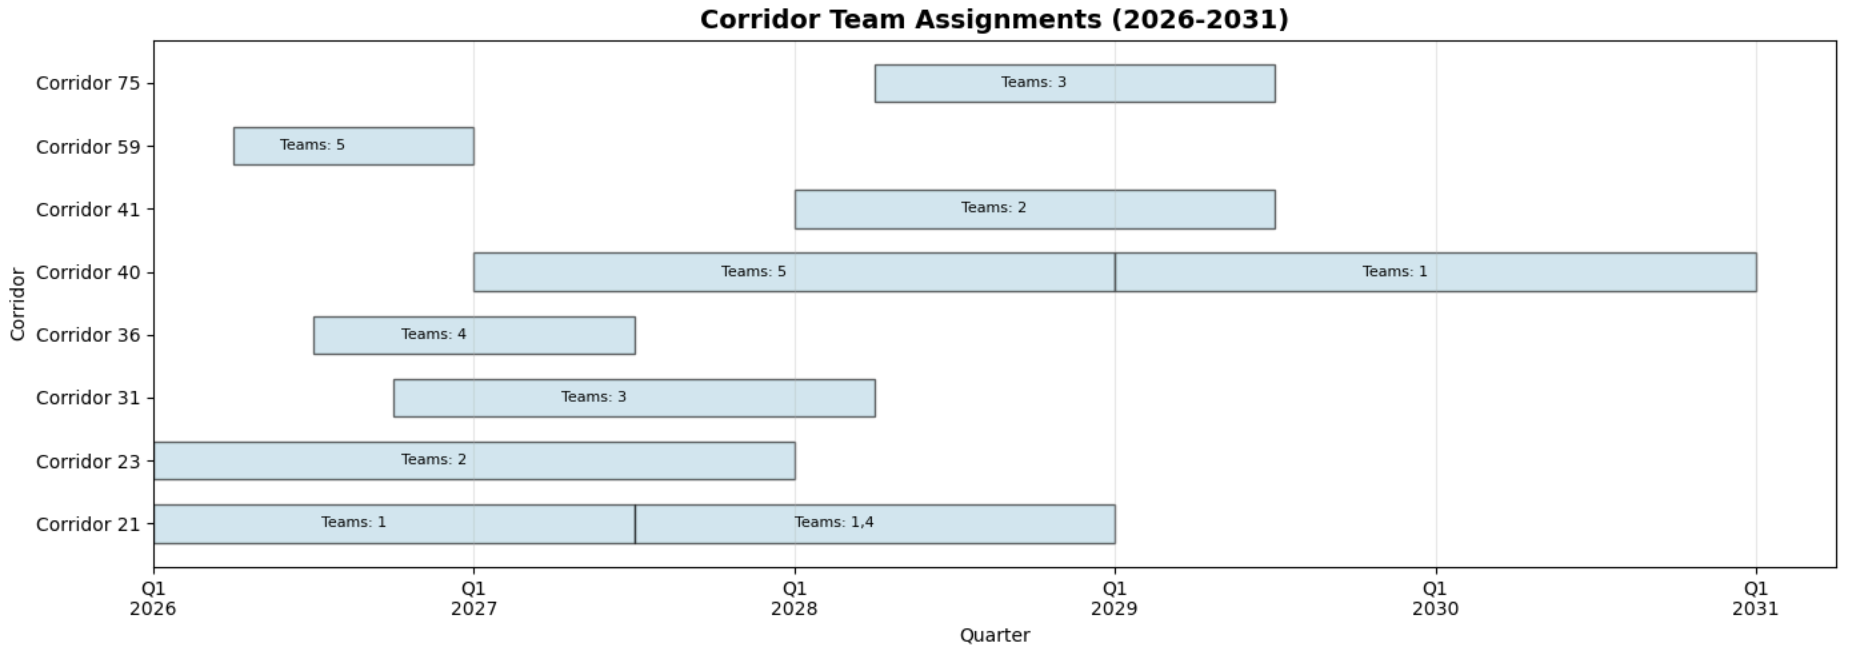 Corridor Team Assignments (2026-2031)
Corridor 75
Teams: 3
Corridor 59
Teams: 5
Corridor 41
Teams: 2
Corridor 40
Teams: 5
Teams: 1
Corridor 36
Teams: 4
Corridor 31
Teams: 3
Corridor 23
Teams: 2
Corridor 21
Teams: 1
Teams: 1,4
Corridor
Q1
2026
Q1
2027
Q1
2028
Q1
2029
Q1
2030
Q1
2031
Quarter